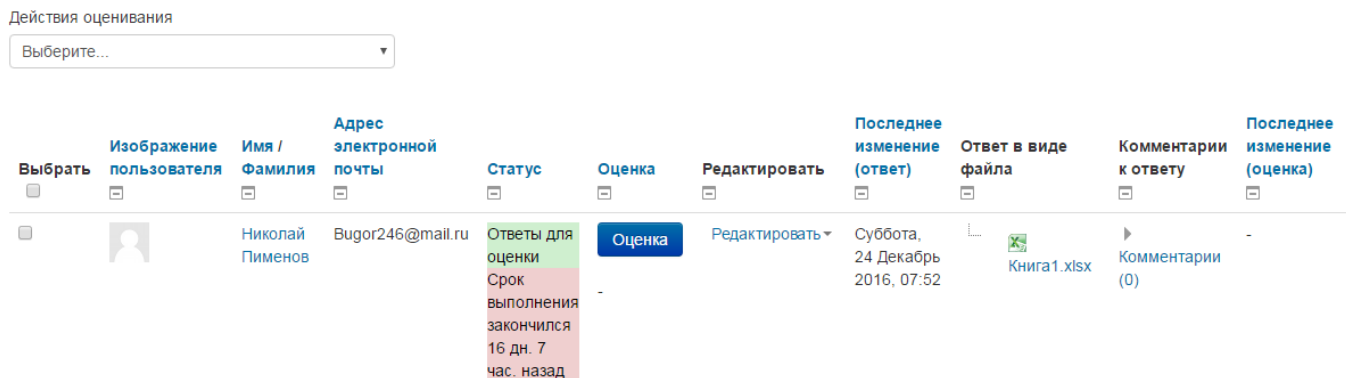 Действия оценивания
Выберите...
Выбрать
Изображение
пользователя
Имя /
Фамилия
Адрес
электронной
почты
Статус
Оценка
Редактировать
Последнее
изменение
(ответ)
Ответ в виде
файла
Комментарии
к ответу
Последнее
изменение
(оценка)
Николай
Пименов
Bugor246@mail.ru
Ответы для
оценки
Срок
выполнения
закончился
16 дн. 7
час. назад
Оценка
-
Редактировать
Суббота,
24 Декабрь
2016, 07:52
Книга1.xlsx
Комментарии
(0)
-